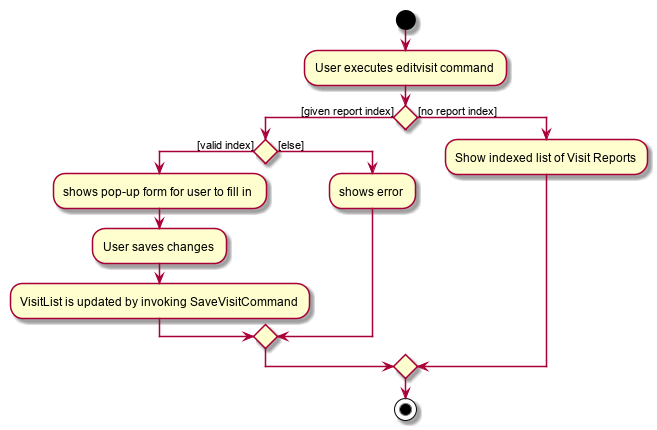 User executes editvisit command
[given report index]
[no report index]
[valid index]
[else]
Show indexed list of Visit Reports
shows pop-up form for user to fill in
shows error
User saves changes
VisitList is updated by invoking SaveVisitCommand